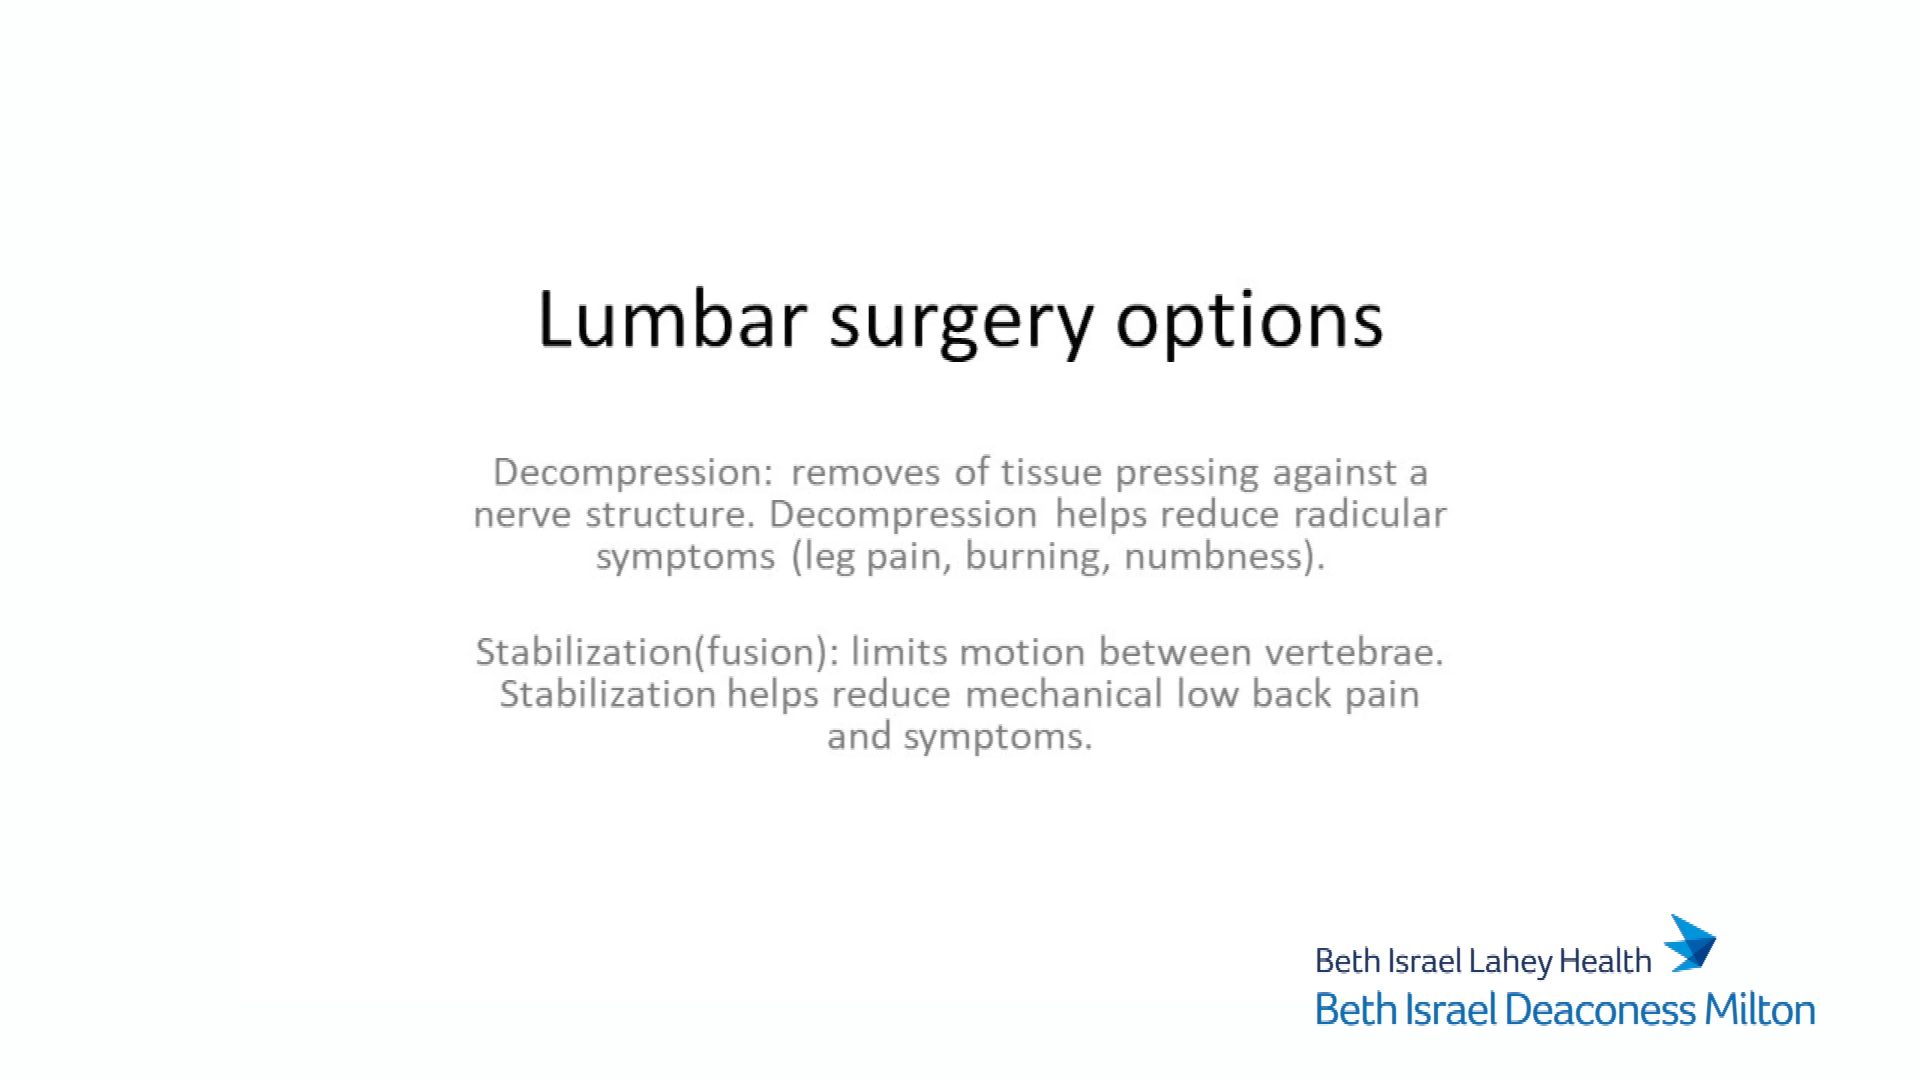 Lumbar surgery options
Decompression: removes of tissue pressing against a
nerve structure. Decompression helps reduce radicular
symptoms (leg pain, burning, numbness).
Stabilization(fusion): limits motion between vertebrae.
Stabilization helps reduce mechanical low back pain
and symptoms.
Beth Israel Lahey Health
Beth Israel Deaconess Milton